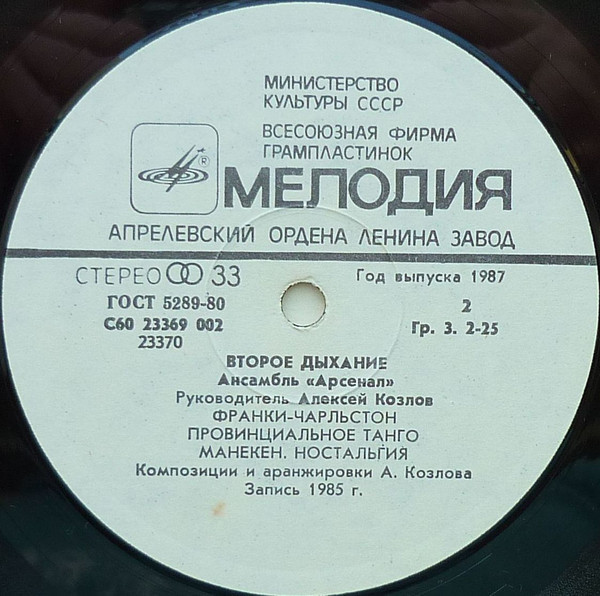 МИНИСТЕРСТВО
КУЛЬТУРЫ СССР
ВСЕСОЮЗНАЯ ФИРМА
ГРАМПЛАСТИНОК
®
МЕЛОДИЯ
АПРЕЛЕВСКИЙ ОРДЕНА ЛЕНИНА ЗАВОД
СТЕРЕО 33
Год выпуска 1987
ГОСТ 5289-80
2
С60 23369 002
Гр. 3. 2-25
23370
ВТОРОЕ ДЫХАНИЕ
Ансамбль «Арсенал»
Руководитель Алексей Козлов
ФРАНКИ-ЧАРЛЬСТОН
ПРОВИНЦИАЛЬНОЕ ТАНГО
МАНЕКЕН. НОСТАЛЬГИЯ
Композиции и аранжировки А. Козлова
Запись 1985 г.